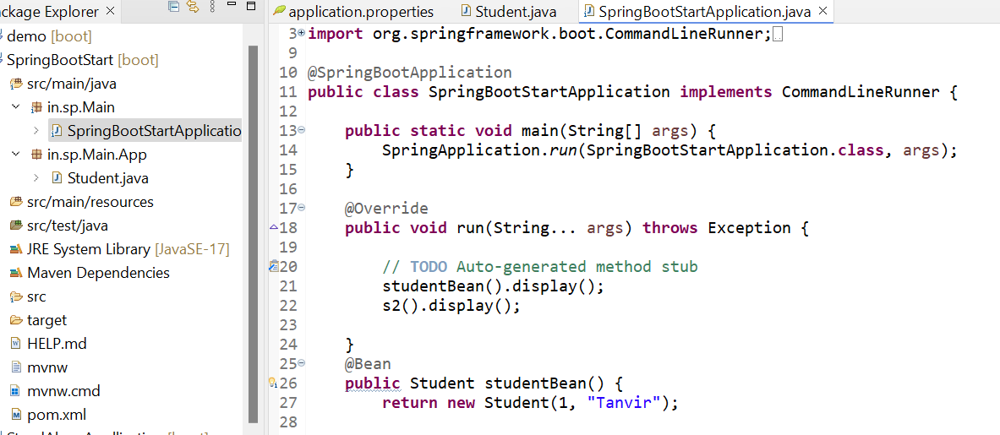 ackage Explorer
demo [boot]
SpringBootStart [boot]
src/main/java
in.sp.Main
SpringBootStartApplicatio
in.sp.Main.App
Student.java
src/main/resources
src/test/java
JRE System Library [JavaSE-17]
Maven Dependencies
src
target
HELP.md
mvnw
mvnw.cmd
pom.xml
application.properties
Student.java
SpringBootStartApplication.java
3 import org.springframework.boot.CommandLineRunner;
9
10 @SpringBootApplication
11 public class SpringBootStartApplication implements CommandLineRunner {
12
13 public static void main(String[] args) {
14 SpringApplication.run(SpringBootStartApplication.class, args);
15 }
16
17 @Override
18 public void run(String... args) throws Exception {
19
20 // TODO Auto-generated method stub
21 studentBean().display();
22 s2().display();
23
24 }
25 @Bean
26 public Student studentBean() {
27 return new Student(1, "Tanvir");
28